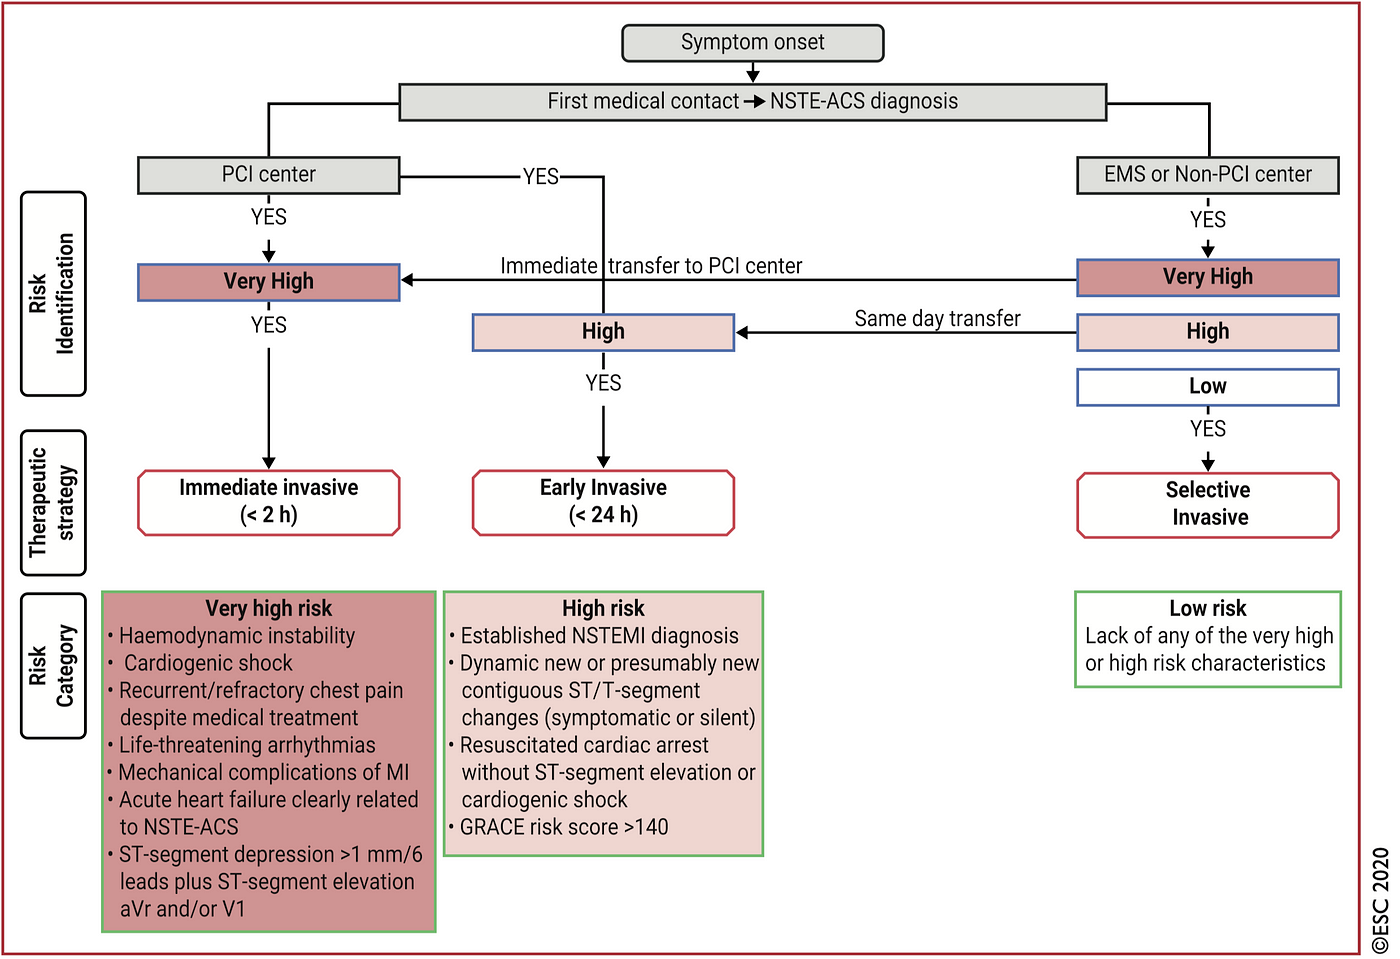 Symptom onset
First medical contact → NSTE-ACS diagnosis
PCI center
YES
EMS or Non-PCI center
YES
YES
Risk
Identification
Very High
Immediate transfer to PCI center
Very High
YES
High
Same day transfer
High
YES
Low
YES
Therapeutic
strategy
Immediate invasive
(< 2 h)
Early Invasive
(< 24 h)
Selective
Invasive
Risk
Category
Very high risk
• Haemodynamic instability
• Cardiogenic shock
• Recurrent/refractory chest pain
despite medical treatment
• Life-threatening arrhythmias
• Mechanical complications of MI
• Acute heart failure clearly related
to NSTE-ACS
• ST-segment depression >1 mm/6
leads plus ST-segment elevation
aVr and/or V1
High risk
• Established NSTEMI diagnosis
• Dynamic new or presumably new
contiguous ST/T-segment
changes (symptomatic or silent)
• Resuscitated cardiac arrest
without ST-segment elevation or
cardiogenic shock
• GRACE risk score >140
Low risk
Lack of any of the very high
or high risk characteristics
©ESC 2020